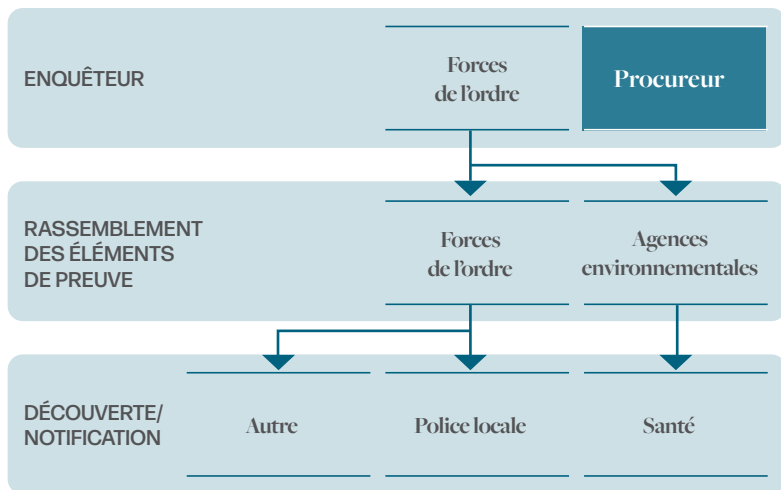 ENQUÊTEUR
Forces
de l'ordre
Procureur
RASSEMBLEMENT
DES ÉLÉMENTS
DE PREUVE
Forces
de l'ordre
Agences
environnementales
DÉCOUVERTE/
NOTIFICATION
Autre
Police locale
Santé